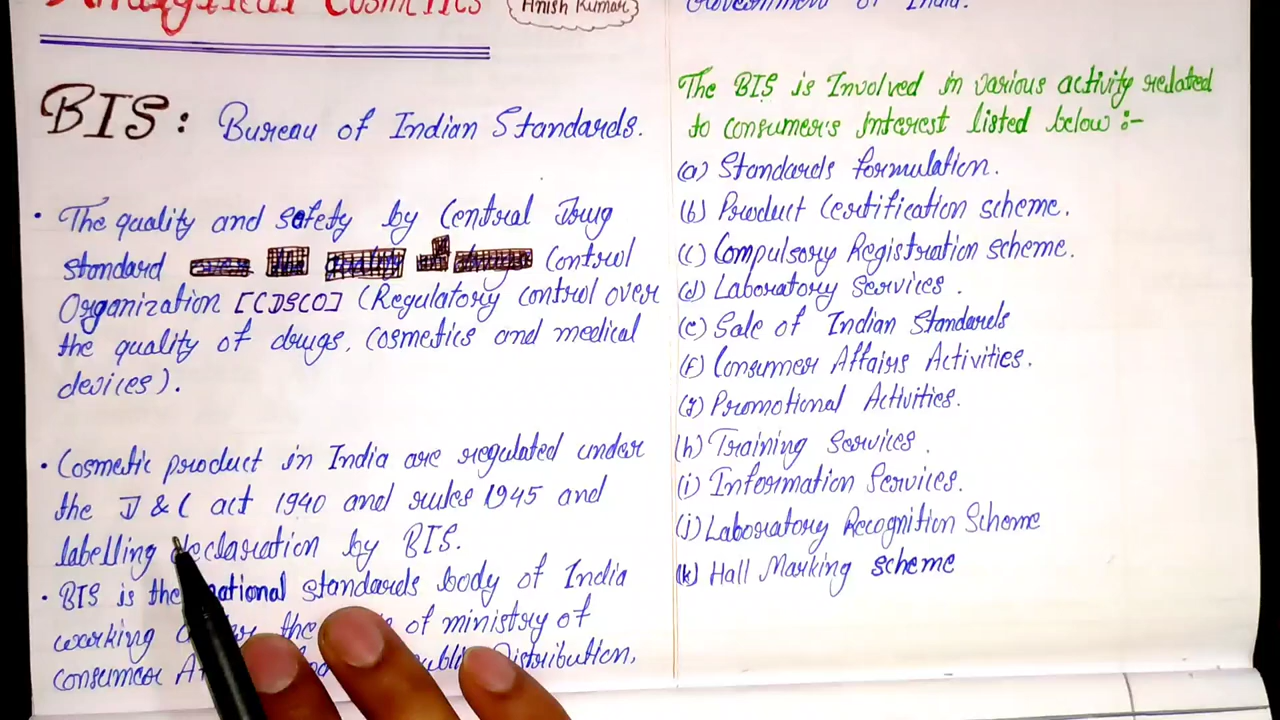 Analytical Cosmetics
Anish Kumar
BIS: Bureau of Indian Standards.
• The quality and safety by Central Drug
standard control
Organization [CDSCO] (Regulatory control over
the quality of drugs, cosmetics and medical
devices).
• Cosmetic product in India are regulated under
the D & C act 1940 and rules 1945 and
labelling declaration by BIS.
• BIS is the national standards body of India
working the of ministry of
consumer Distribution,
Government of India.
The BIS is Involved in various activity related
to consumer's Interest listed below :-
(a) Standards formulation.
(b) Product Certification scheme.
(c) Compulsory Registration scheme.
(d) Laboratory Services.
(e) Sale of Indian Standards
(f) Consumer Affairs Activities.
(g) Promotional Activities.
(h) Training Services.
(i) Information Services.
(j) Laboratory Recognition Scheme
(k) Hall Marking scheme